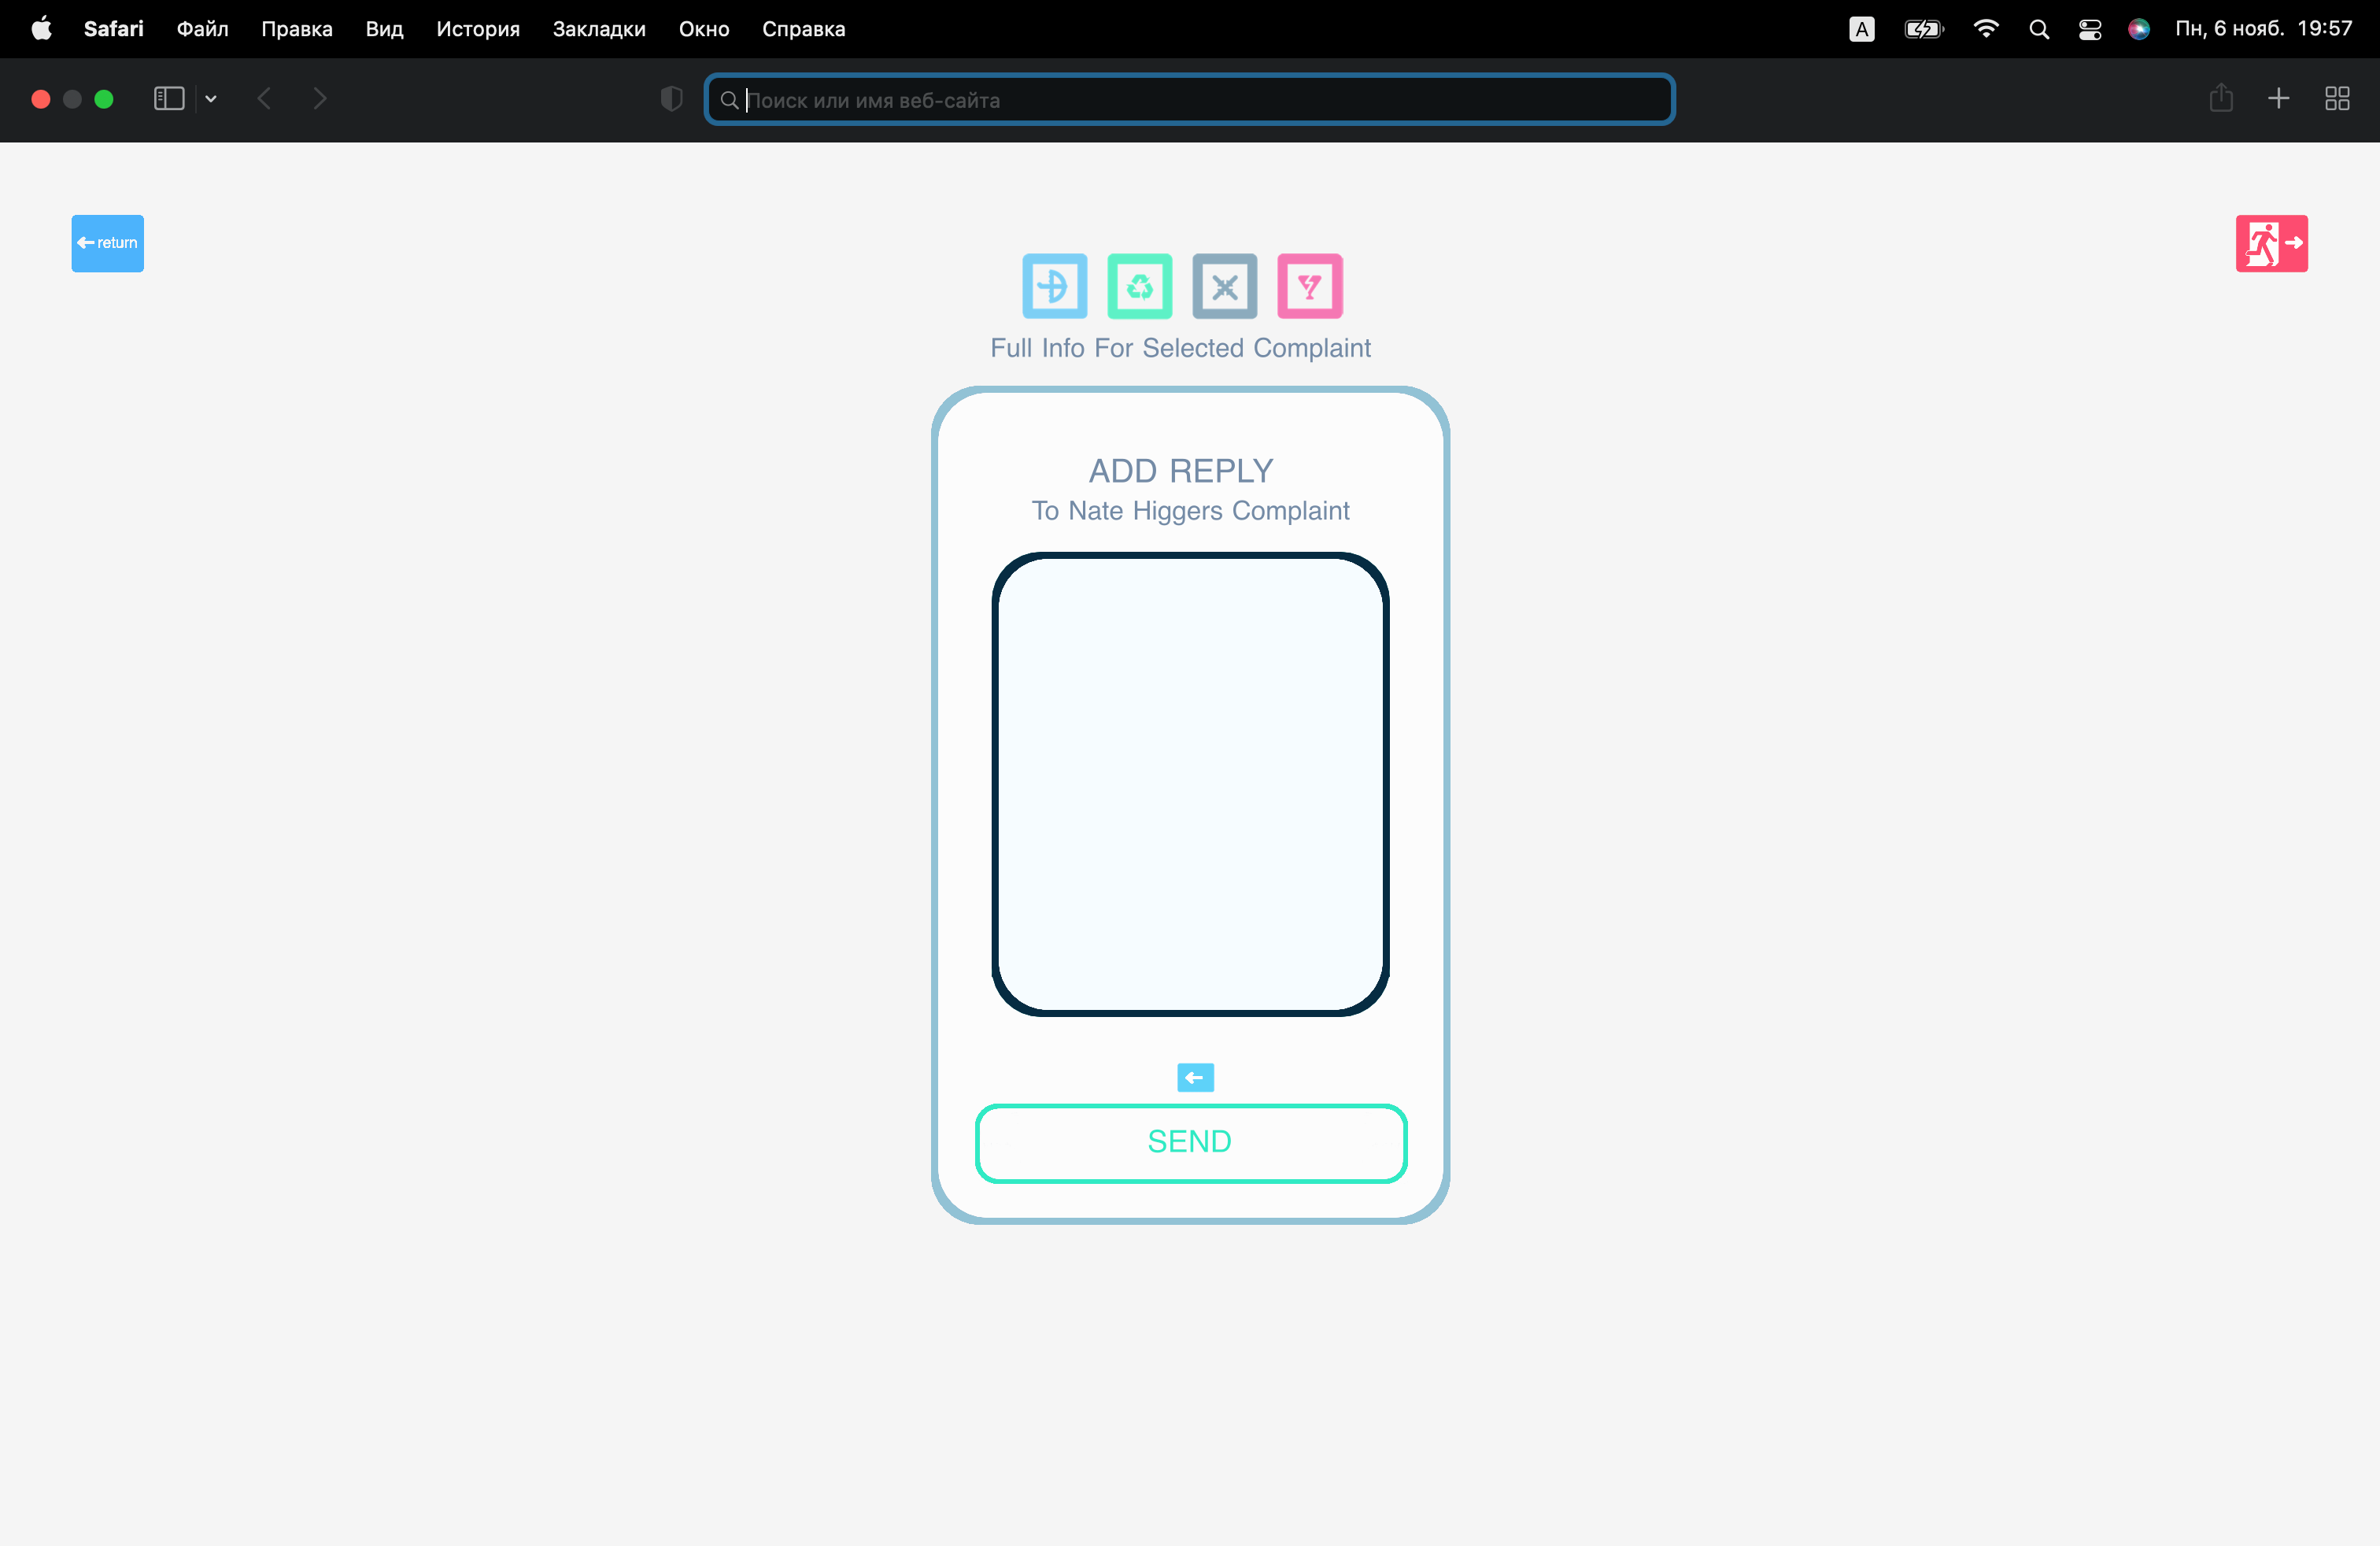 Safari Файл Правка Вид История Закладки Окно Справка A Пн, 6 нояб. 19:57
Поиск или имя веб-сайта
return
Full Info For Selected Complaint
ADD REPLY
To Nate Higgers Complaint
SEND